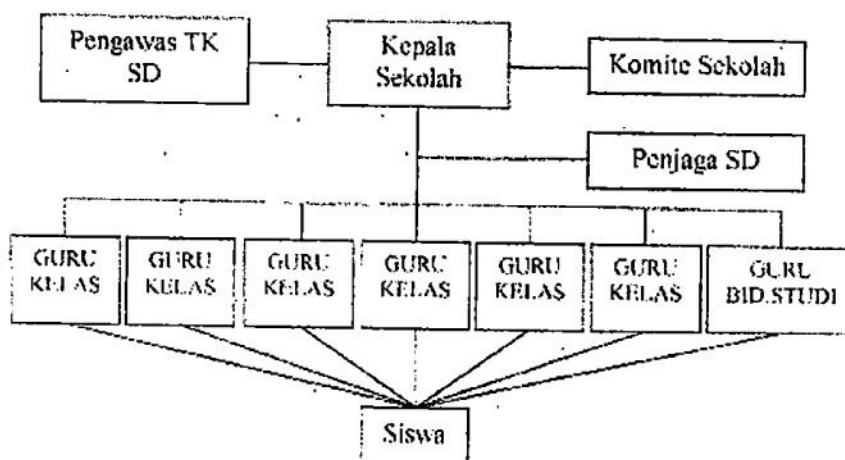 Pengawas TK
SD
Kepala
Sekolah
Komite Sekolah
Penjaga SD
GURU
KELAS
GURU
KELAS
GURU
KELAS
GURU
KELAS
GURU
KELAS
GURU
KELAS
GURU
BID.STUDI
Siswa